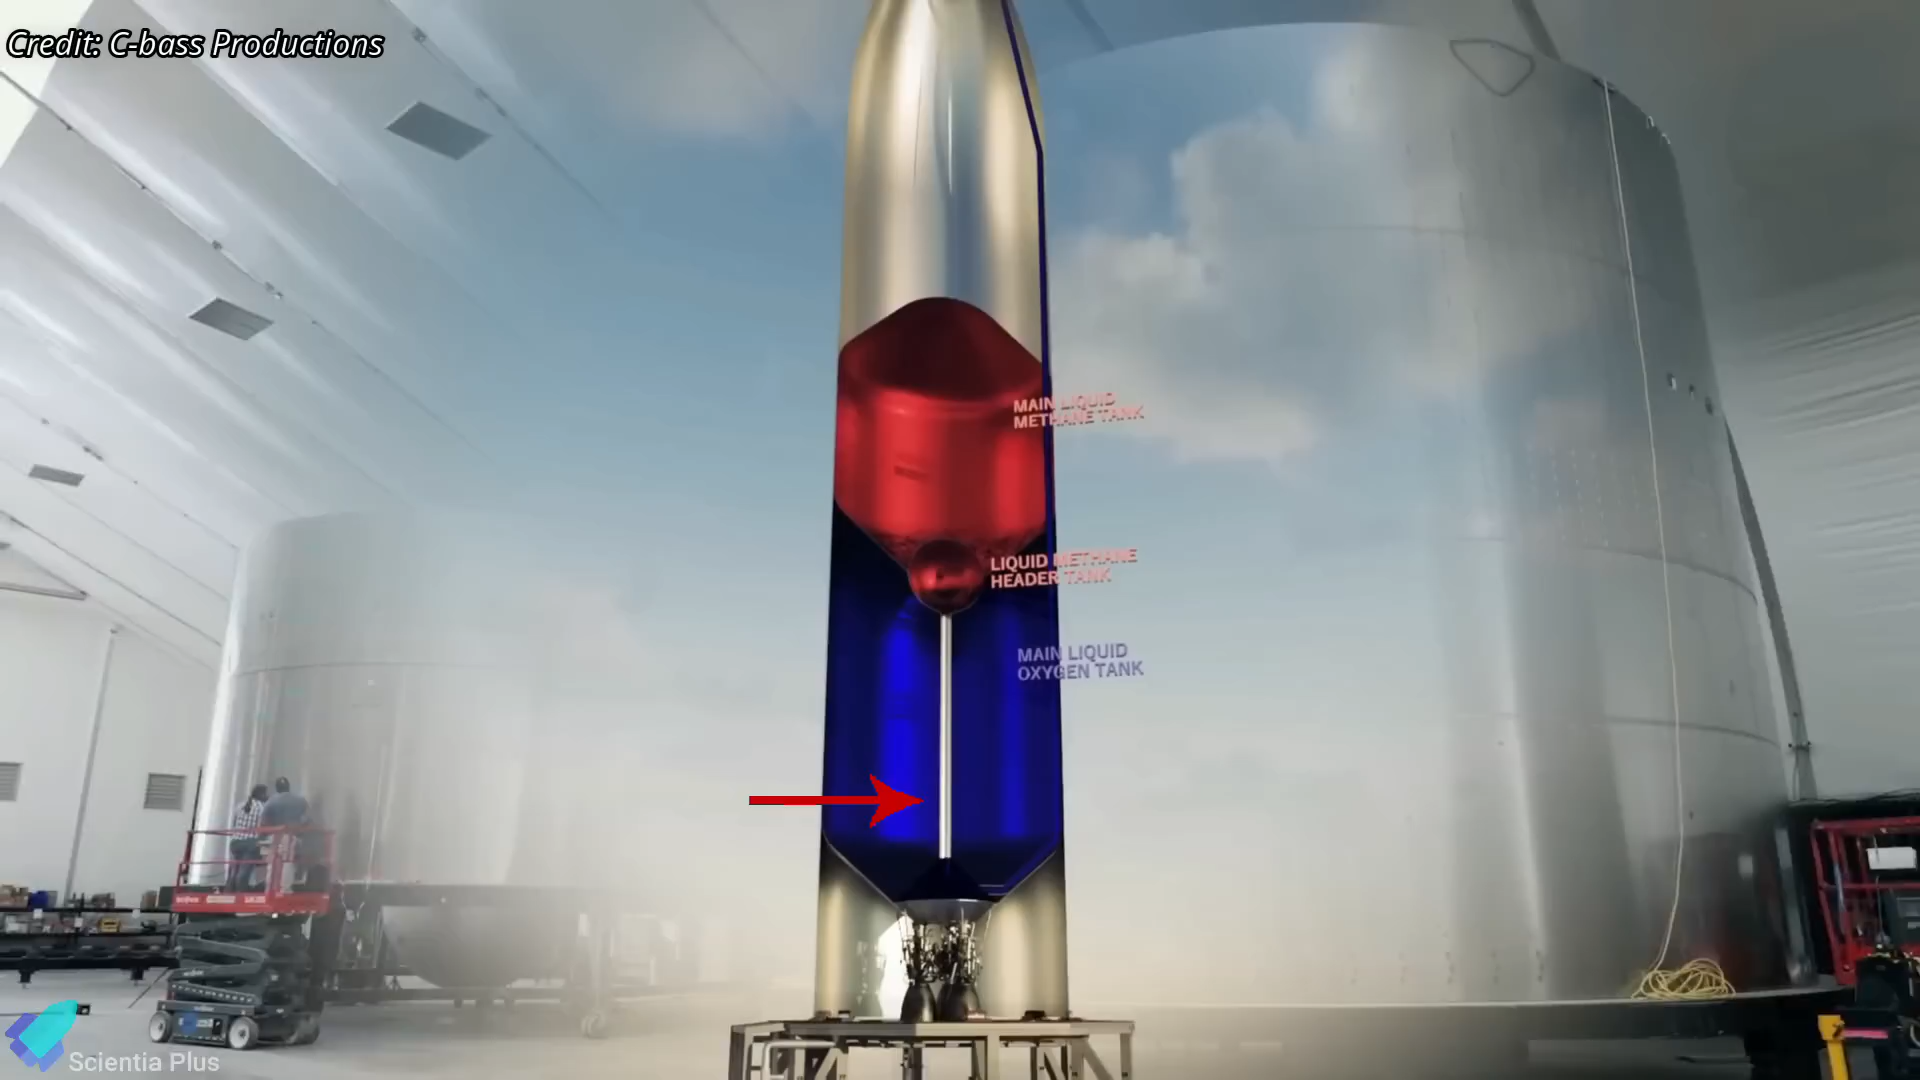 Credit: C-bass Productions
MAIN LIQUID
METHANE TANK
LIQUID METHANE
HEADER TANK
MAIN LIQUID
OXYGEN TANK
Scientia Plus